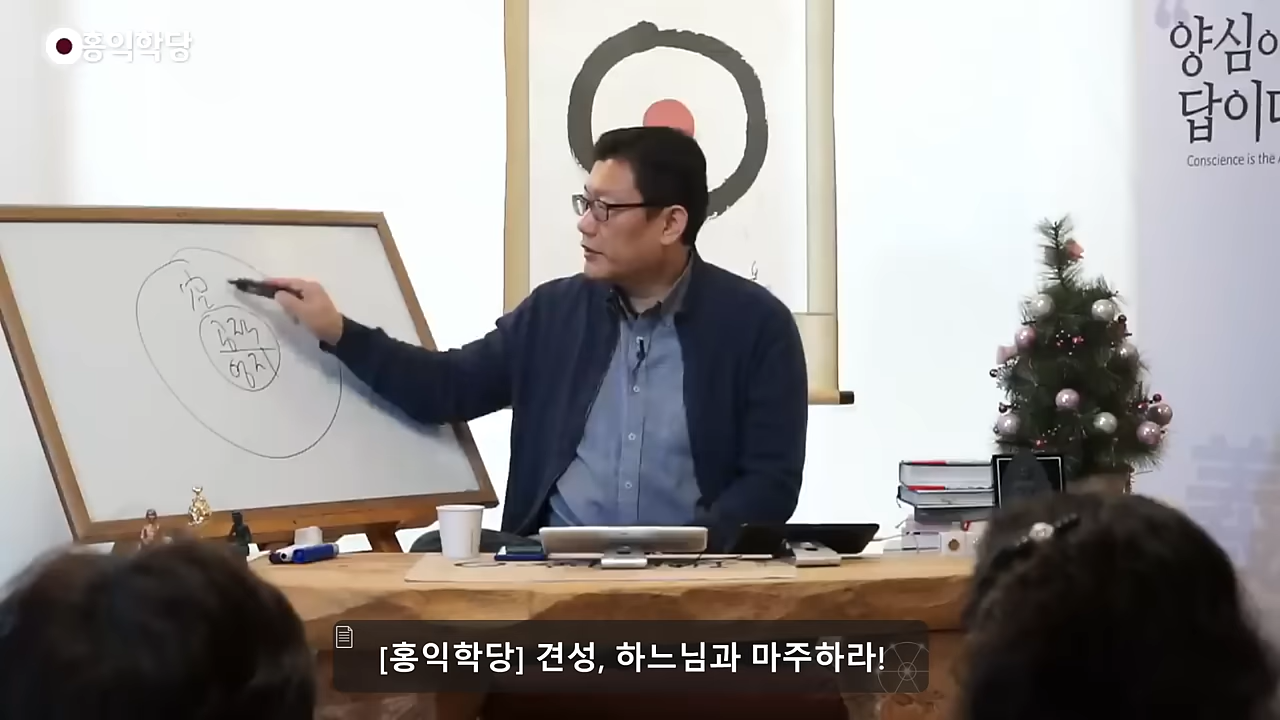 홍익학당
양심이
답이다
Conscience is the
[홍익학당] 견성, 하느님과 마주하라!